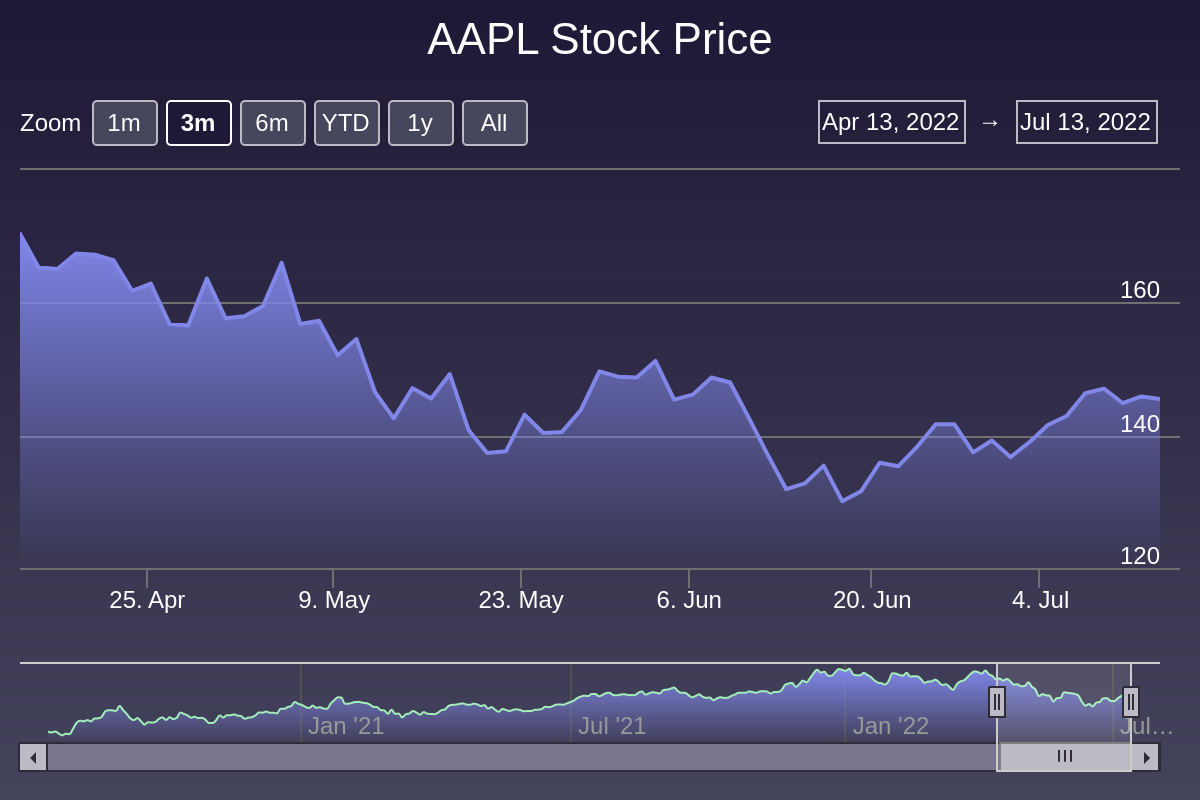 AAPL Stock Price
Zoom 1m 3m 6m YTD 1y All Apr 13, 2022 → Jul 13, 2022
160
140
120
25. Apr 9. May 23. May 6. Jun 20. Jun 4. Jul
Jan '21 Jul '21 Jan '22 Jul…